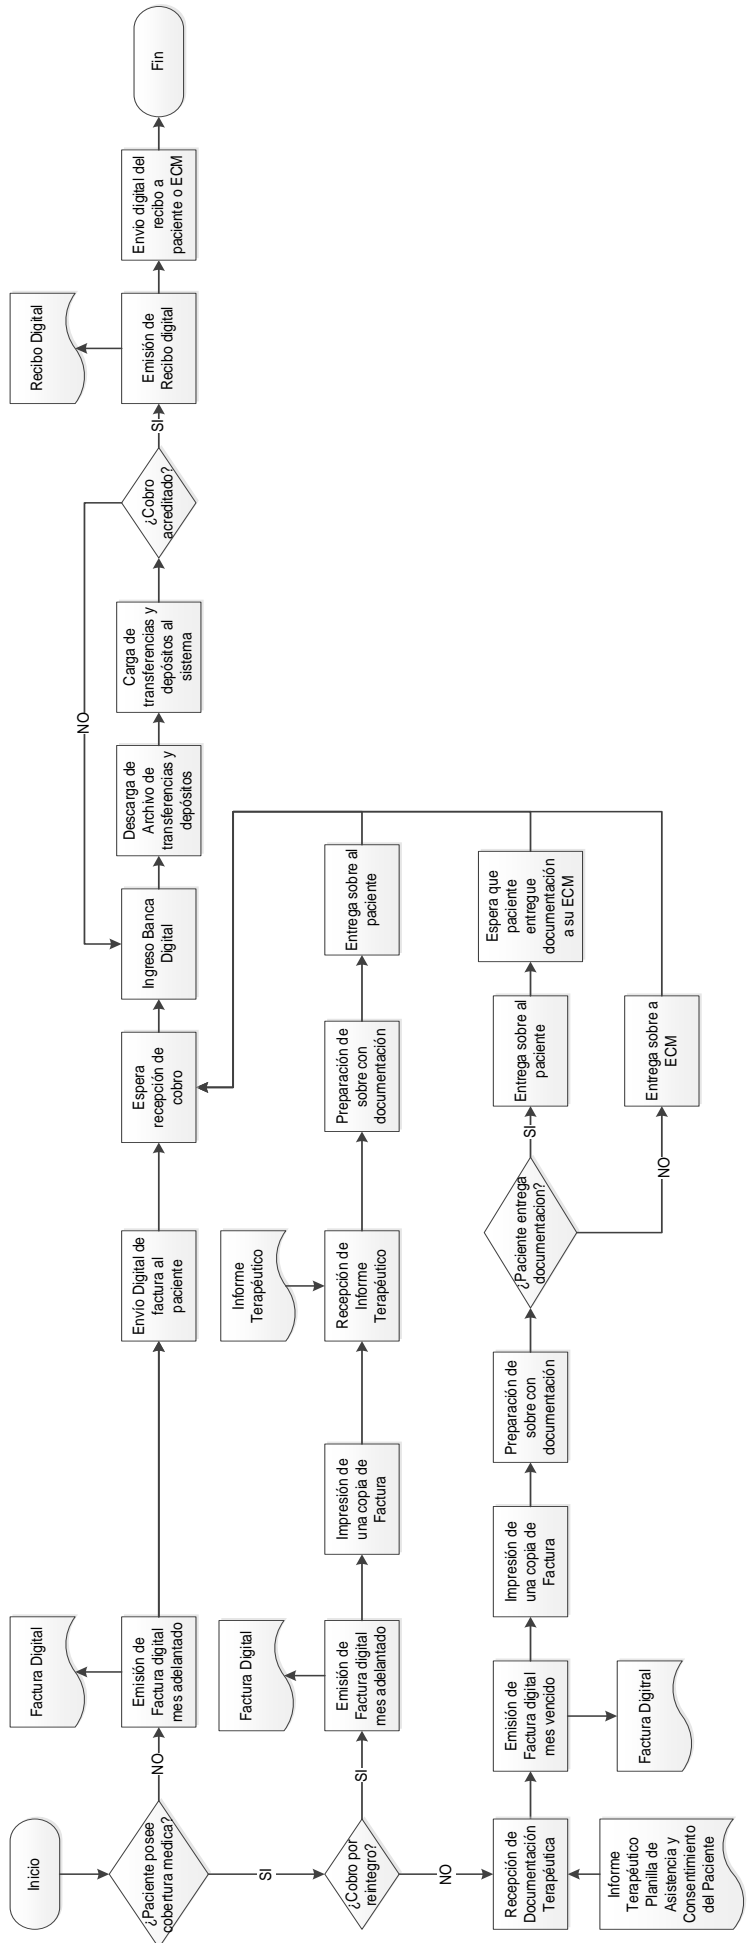 Inicio
¿Paciente posee
cobertura medica?
NO
Emisión de
Factura digital
mes adelantado
Factura Digital
Envío Digital de
factura al
paciente
Espera
recepción de
cobro
Ingreso Banca
Digital
Descarga de
Archivo de
transferencias y
depósitos
Carga de
transferencias y
depósitos al
sistema
¿Cobro
acreditado?
NO
SI
Emisión de
Recibo digital
Recibo Digital
Envio digital del
recibo a
paciente o ECM
Fin
SI
¿Cobro por
reintegro?
SI
Emisión de
Factura digital
mes adelantado
Factura Digital
Impresión de
una copia de
Factura
Recepción de
Informe
Terapéutico
Informe
Terapéutico
Preparación de
sobre con
documentación
Entrega sobre al
paciente
NO
Recepción de
Documentación
Terapéutica
Informe
Terapéutico
Planilla de
Asistencia y
Consentimiento
del Paciente
Emisión de
Factura digital
mes vencido
Factura Digitral
Impresión de
una copia de
Factura
Preparación de
sobre con
documentación
¿Paciente entrega
documentacion?
SI
Entrega sobre al
paciente
Espera que
paciente
entregue
documentación
a su ECM
NO
Entrega sobre a
ECM